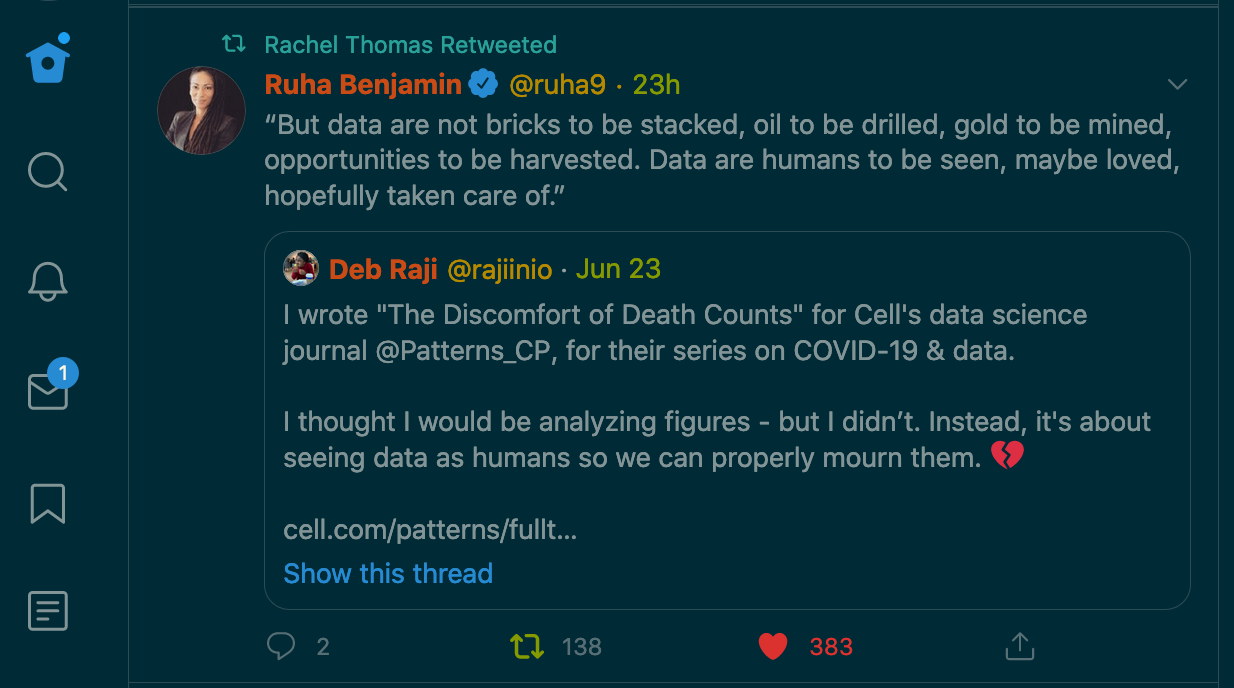 Rachel Thomas Retweeted
Ruha Benjamin @ruha9 · 23h
“But data are not bricks to be stacked, oil to be drilled, gold to be mined,
opportunities to be harvested. Data are humans to be seen, maybe loved,
hopefully taken care of.”
Deb Raji @rajiinio · Jun 23
I wrote "The Discomfort of Death Counts" for Cell's data science
journal @Patterns_CP, for their series on COVID-19 & data.
I thought I would be analyzing figures - but I didn’t. Instead, it's about
seeing data as humans so we can properly mourn them. 💔
cell.com/patterns/fullt…
Show this thread
1
2 138 383